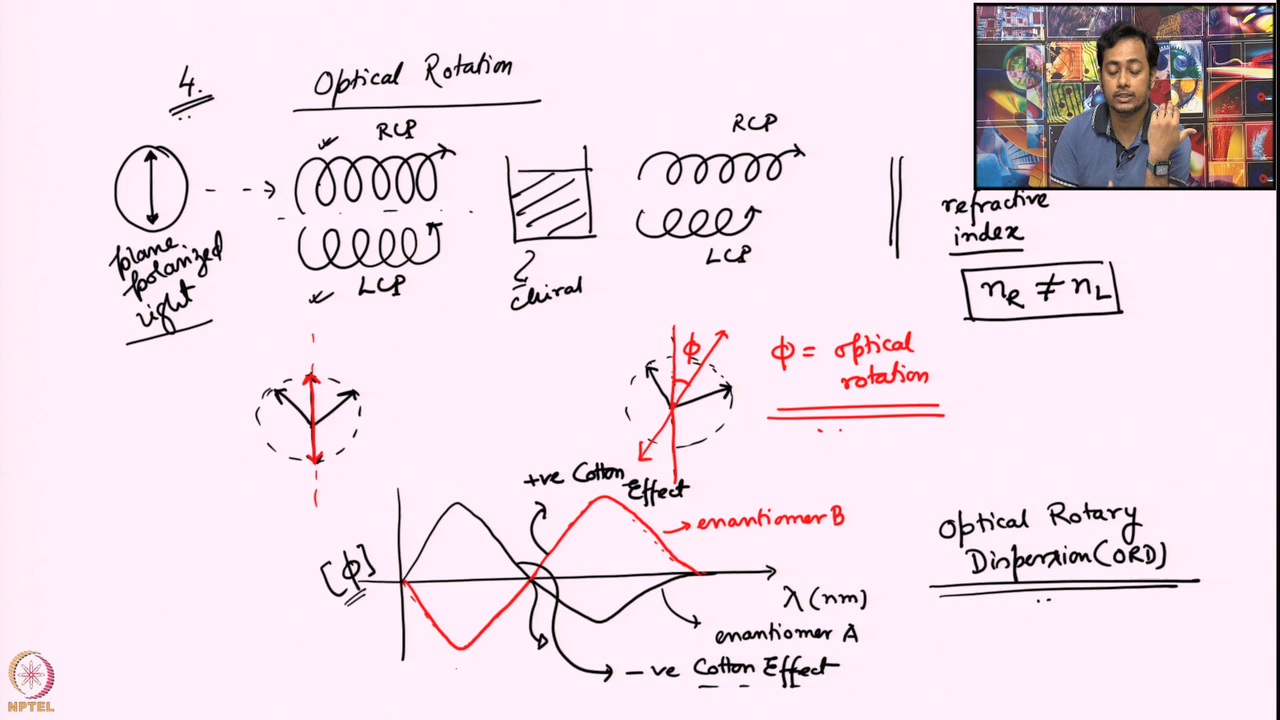 4.
Optical Rotation
RCP
LCP
plane
polarized
light
chiral
RCP
LCP
refractive
index
nR ≠ nL
ϕ
ϕ = optical
rotation
+ve Cotton
Effect
enantiomer B
[ϕ]
λ (nm)
enantiomer A
-ve Cotton Effect
Optical Rotary
Dispersion (ORD)
NPTEL